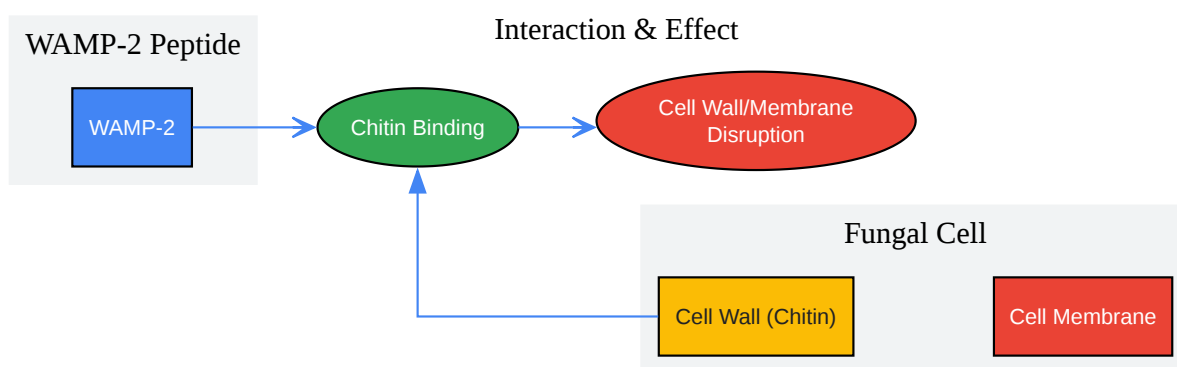 Interaction & Effect
WAMP-2 Peptide
WAMP-2
Chitin Binding
Cell Wall/Membrane
Disruption
Fungal Cell
Cell Wall (Chitin)
Cell Membrane